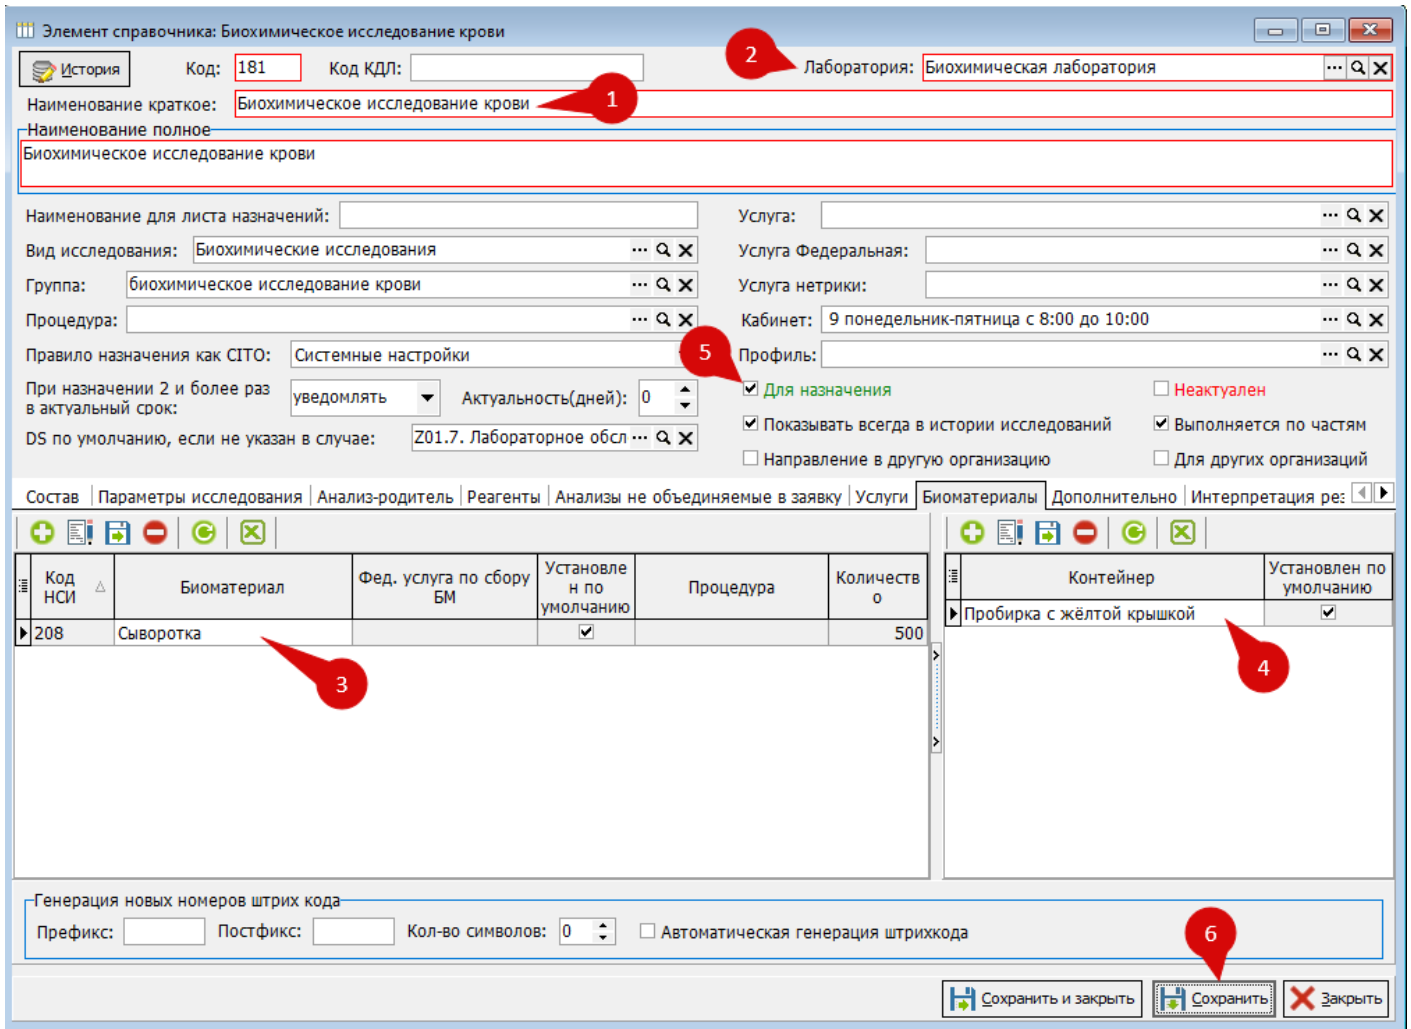 Элемент справочника: Биохимическое исследование крови
История Код: 181 Код КДЛ: 2 Лаборатория: Биохимическая лаборатория
Наименование краткое: Биохимическое исследование крови 1
Наименование полное
Биохимическое исследование крови
Наименование для листа назначений: Услуга:
Вид исследования: Биохимические исследования Услуга Федеральная:
Группа: биохимическое исследование крови Услуга нетрики:
Процедура: Кабинет: 9 понедельник-пятница с 8:00 до 10:00
Правило назначения как CITO: Системные настройки 5 Профиль:
При назначении 2 и более раз
в актуальный срок: уведомлять Актуальность(дней): 0 Для назначения Неактуален
Показывать всегда в истории исследований Выполняется по частям
DS по умолчанию, если не указан в случае: Z01.7. Лабораторное обсл
Направление в другую организацию Для других организаций
Состав Параметры исследования Анализ-родитель Реагенты Анализы не объединяемые в заявку Услуги Биоматериалы Дополнительно Интерпретация рез
Код НСИ Биоматериал Фед. услуга по сбору БМ Установлен по умолчанию Процедура Количество Контейнер Установлен по умолчанию
208 Сыворотка 500 Пробирка с жёлтой крышкой
3 4
Генерация новых номеров штрих кода
Префикс: Постфикс: Кол-во символов: 0 Автоматическая генерация штрихкода 6
Сохранить и закрыть Сохранить Закрыть